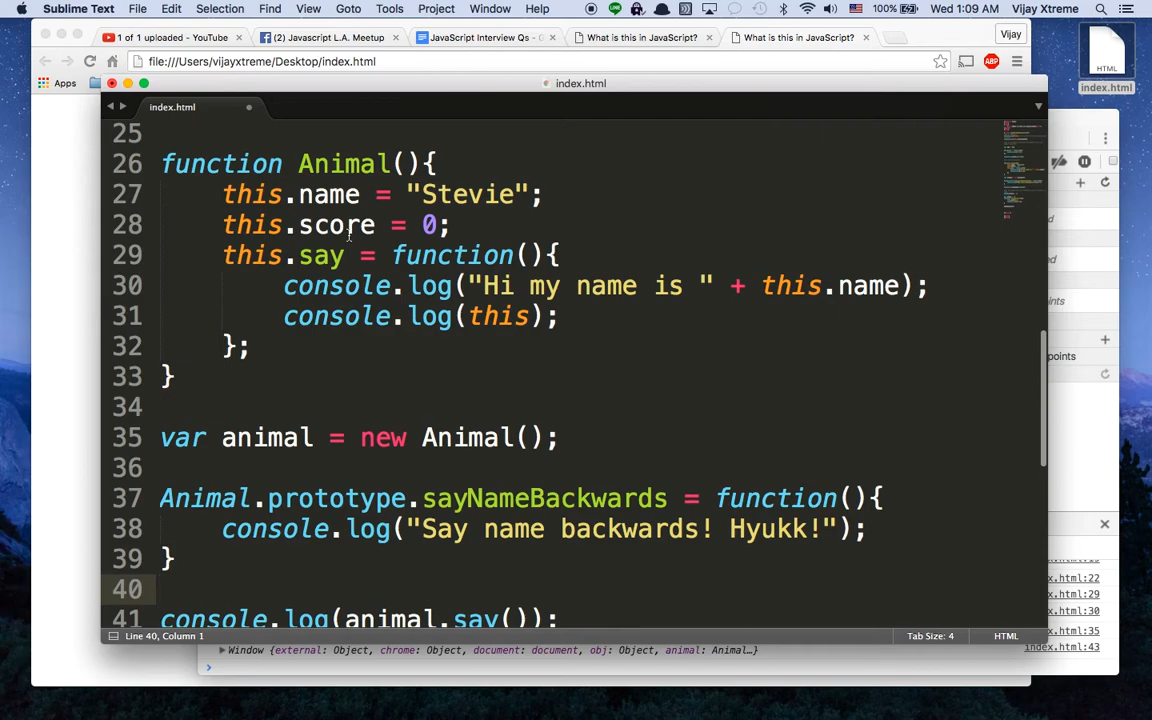 Sublime Text File Edit Selection Find View Goto Tools Project Window Help 100% Wed 1:09 AM Vijay Xtreme
1 of 1 uploaded - YouTube (2) Javascript L.A. Meetup JavaScript Interview Qs - G What is this in JavaScript? What is this in JavaScript? Vijay
file:///Users/vijayxtreme/Desktop/index.html ABP
Apps
HTML
index.html
index.html
index.html
25
26 function Animal(){
27 this.name = "Stevie";
28 this.score = 0;
29 this.say = function(){
30 console.log("Hi my name is " + this.name);
31 console.log(this);
32 };
33 }
34
35 var animal = new Animal();
36
37 Animal.prototype.sayNameBackwards = function(){
38 console.log("Say name backwards! Hyukk!");
39 }
40
41 console.log(animal.say());
Line 40, Column 1 Tab Size: 4 HTML
points
x.html:22
x.html:29
x.html:30
x.html:35
Window {external: Object, chrome: Object, document: document, obj: Object, animal: Animal…} index.html:43